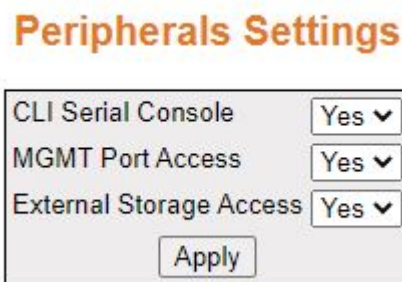 Peripherals Settings
CLI Serial Console Yes
MGMT Port Access Yes
External Storage Access Yes
Apply